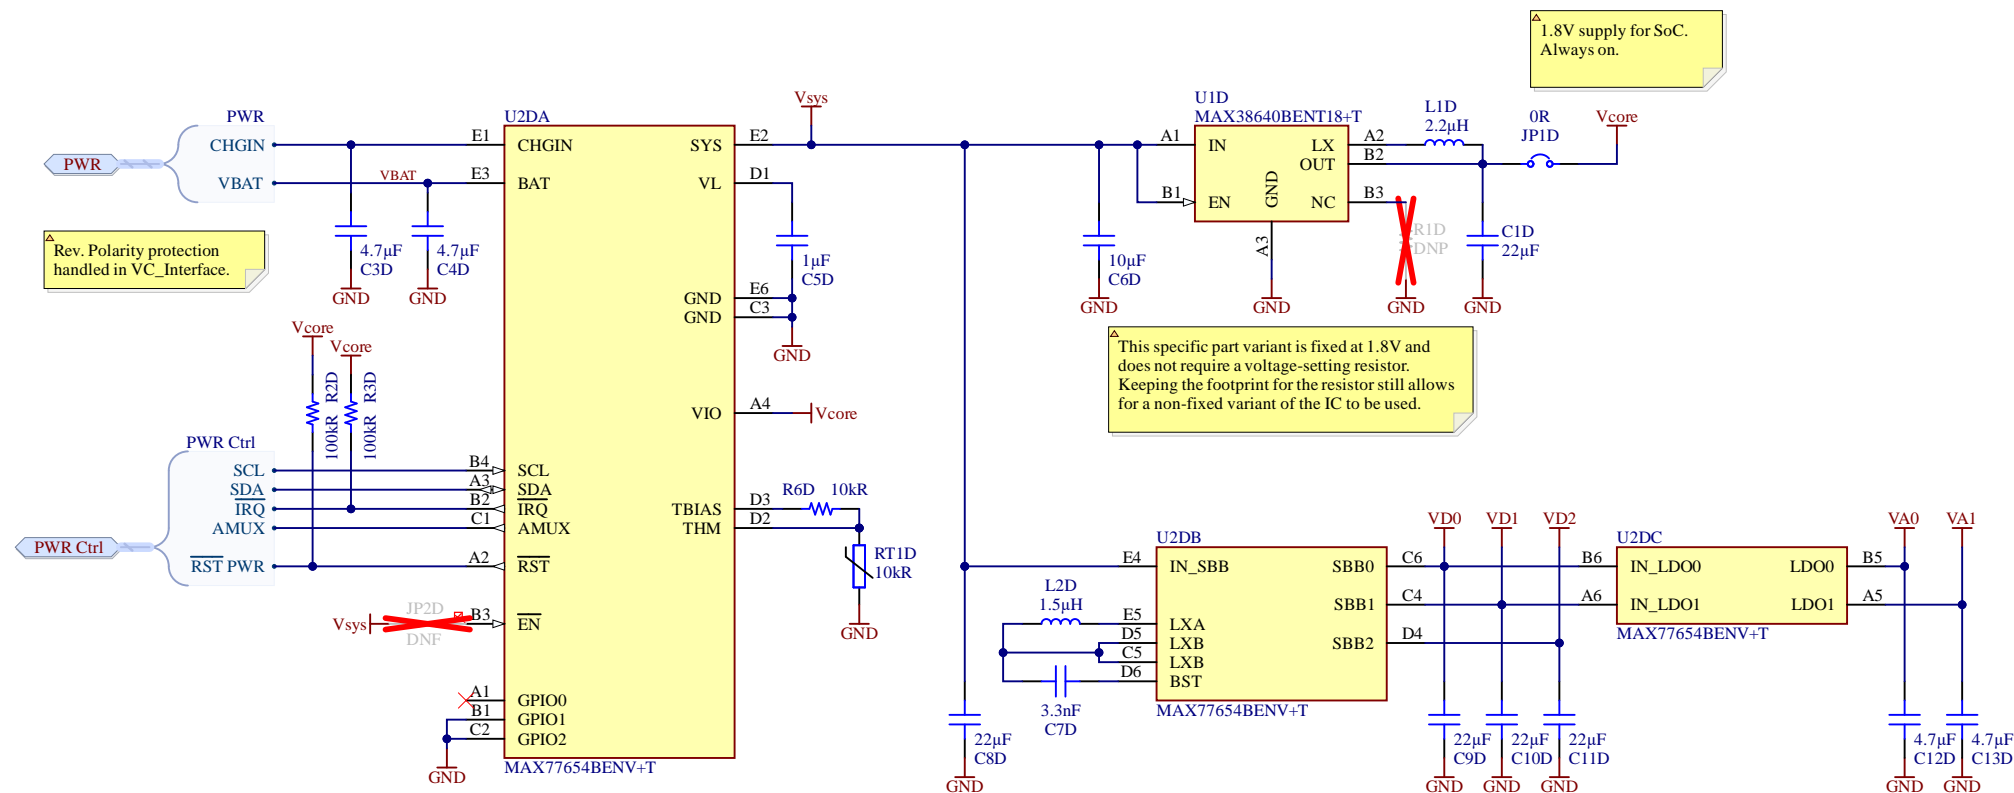 1.8V supply for SoC.
Always on.
PWR
PWR
CHGIN
VBAT
VBAT
Rev. Polarity protection
handled in VC_Interface.
4.7µF
C3D
GND
4.7µF
C4D
GND
U2DA
E1
CHGIN
E3
BAT
SYS
E2
VL
D1
Vsys
1µF
C5D
GND
E6
GND
C3
GND
VIO
A4
Vcore
Vcore
Vcore
100kR R2D
100kR R3D
PWR Ctrl
PWR Ctrl
SCL
SDA
IRQ
AMUX
RST PWR
B4
SCL
A3
SDA
B2
IRQ
C1
AMUX
A2
RST
Vsys
JP2D
DNF
B3
EN
A1
GPIO0
B1
GPIO1
C2
GPIO2
GND
MAX77654BENV+T
TBIAS
D3
THM
D2
R6D 10kR
RT1D
10kR
GND
U1D
MAX38640BENT18+T
A1
IN
B1
EN
GND
A3
LX
A2
OUT
B2
NC
B3
GND
L1D
2.2µH
0R
JP1D
Vcore
10µF
C6D
GND
R1D
DNP
GND
C1D
22µF
GND
This specific part variant is fixed at 1.8V and
does not require a voltage-setting resistor.
Keeping the footprint for the resistor still allows
for a non-fixed variant of the IC to be used.
U2DB
E4
IN_SBB
E5
LXA
D5
LXB
C5
LXB
D6
BST
SBB0
C6
SBB1
C4
SBB2
D4
MAX77654BENV+T
L2D
1.5µH
3.3nF
C7D
22µF
C8D
GND
VD0
VD1
VD2
22µF
C9D
GND
22µF
C10D
GND
22µF
C11D
GND
U2DC
B6
IN_LDO0
A6
IN_LDO1
LDO0
B5
LDO1
A5
MAX77654BENV+T
VA0
VA1
4.7µF
C12D
GND
4.7µF
C13D
GND